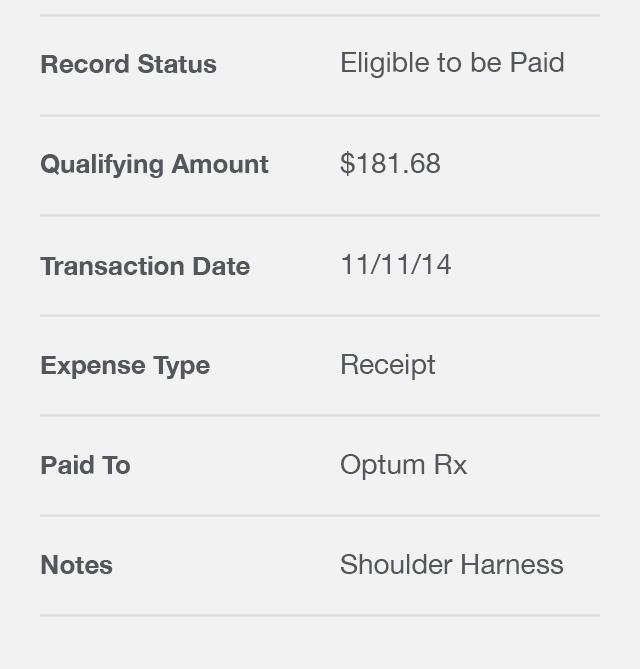 Record Status Eligible to be Paid
Qualifying Amount $181.68
Transaction Date 11/11/14
Expense Type Receipt
Paid To Optum Rx
Notes Shoulder Harness